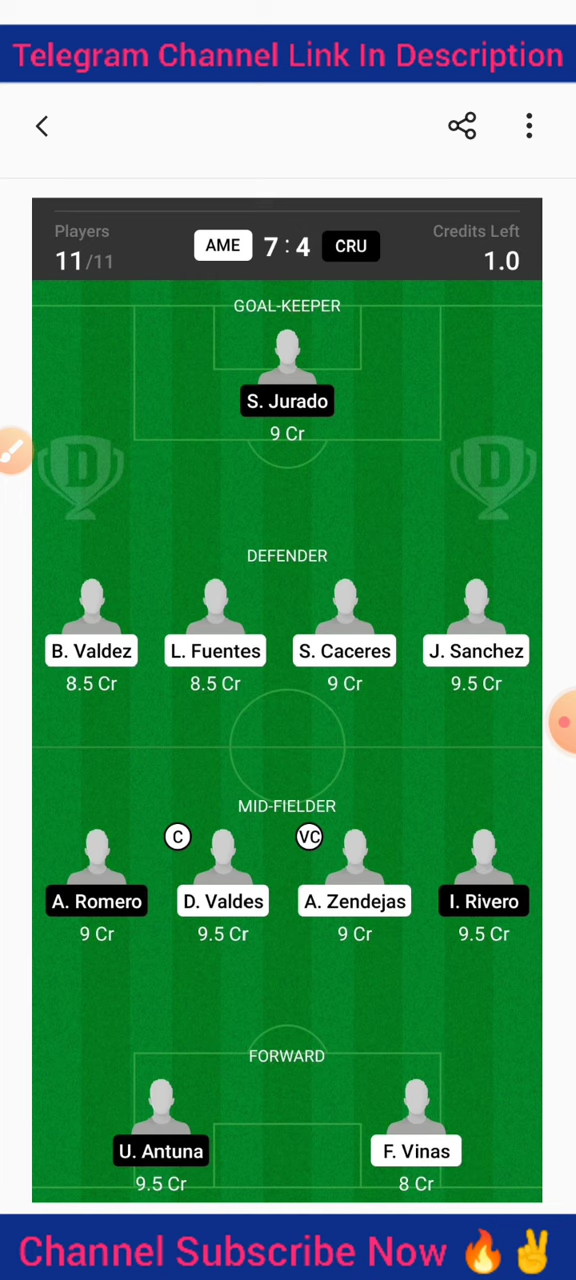 Telegram Channel Link In Description
Players
11/11
AME 7 : 4 CRU
Credits Left
1.0
GOAL-KEEPER
S. Jurado
9 Cr
D D
DEFENDER
B. Valdez L. Fuentes S. Caceres J. Sanchez
8.5 Cr 8.5 Cr 9 Cr 9.5 Cr
MID-FIELDER
C VC
A. Romero D. Valdes A. Zendejas I. Rivero
9 Cr 9.5 Cr 9 Cr 9.5 Cr
FORWARD
U. Antuna F. Vinas
9.5 Cr 8 Cr
Channel Subscribe Now 🔥✌